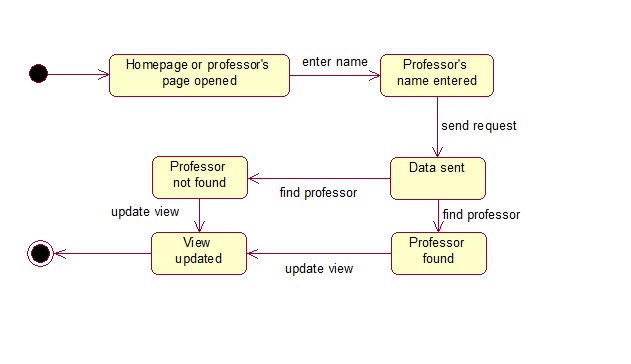 Homepage or professor's
page opened
enter name
Professor's
name entered
send request
Professor
not found
find professor
Data sent
update view
find professor
View
updated
update view
Professor
found